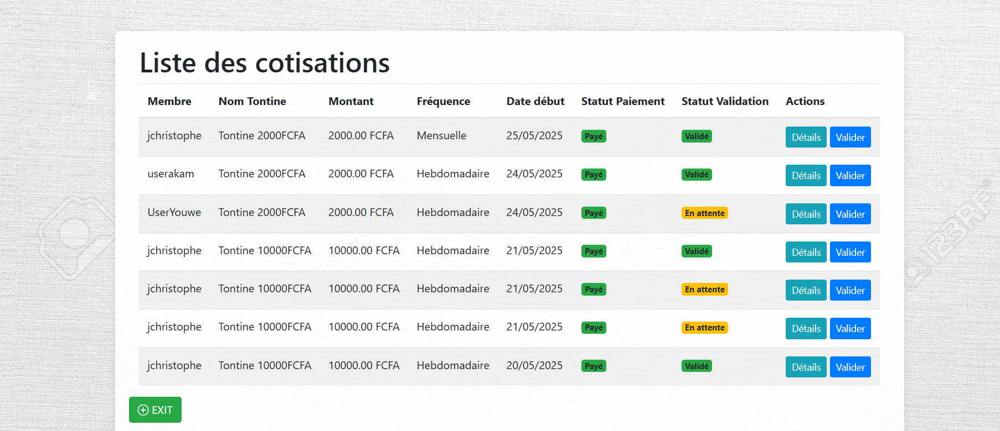 Liste des cotisations
Membre Nom Tontine Montant Fréquence Date début Statut Paiement Statut Validation Actions
jchristophe Tontine 2000FCFA 2000.00 FCFA Mensuelle 25/05/2025 Payé Validé Détails Valider
userakam Tontine 2000FCFA 2000.00 FCFA Hebdomadaire 24/05/2025 Payé Validé Détails Valider
UserYouwe Tontine 2000FCFA 2000.00 FCFA Hebdomadaire 24/05/2025 Payé En attente Détails Valider
jchristophe Tontine 10000FCFA 10000.00 FCFA Hebdomadaire 21/05/2025 Payé Validé Détails Valider
jchristophe Tontine 10000FCFA 10000.00 FCFA Hebdomadaire 21/05/2025 Payé En attente Détails Valider
jchristophe Tontine 10000FCFA 10000.00 FCFA Hebdomadaire 21/05/2025 Payé En attente Détails Valider
jchristophe Tontine 10000FCFA 10000.00 FCFA Hebdomadaire 20/05/2025 Payé Validé Détails Valider
EXIT
123RF